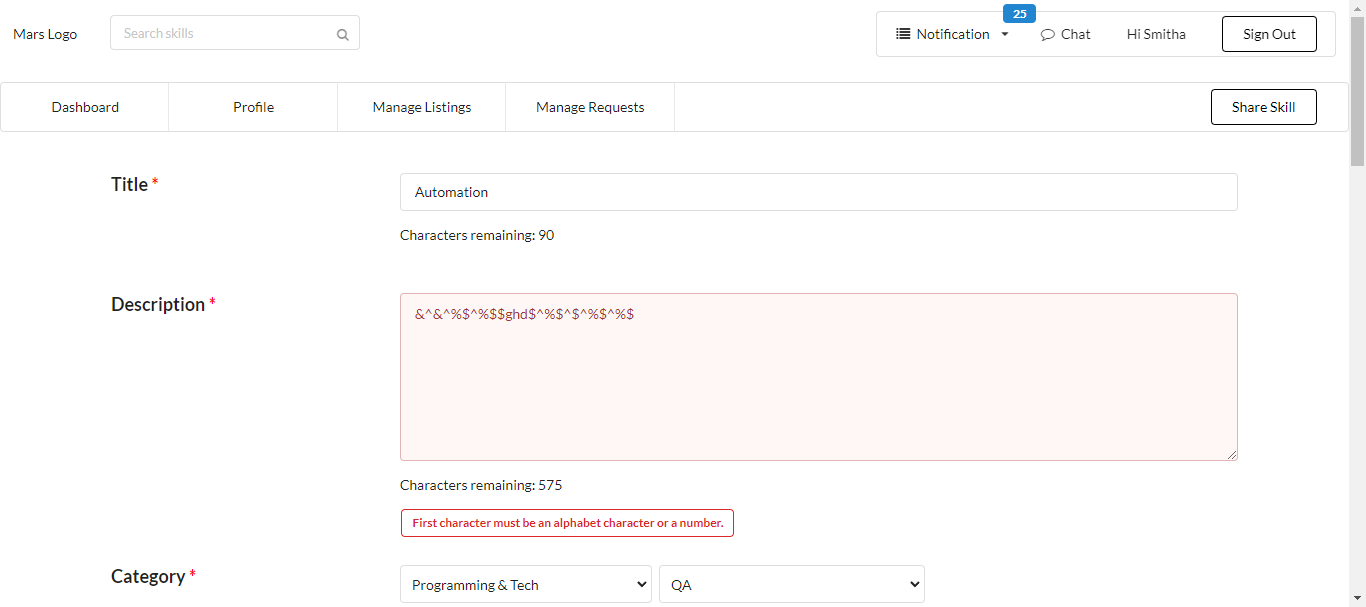 Mars Logo
Search skills
25
Notification
Chat
Hi Smitha
Sign Out
Dashboard
Profile
Manage Listings
Manage Requests
Share Skill
Title *
Automation
Characters remaining: 90
Description *
&^&^%$^%$$ghd$^%$^$^%$^%$
Characters remaining: 575
First character must be an alphabet character or a number.
Category *
Programming & Tech
QA